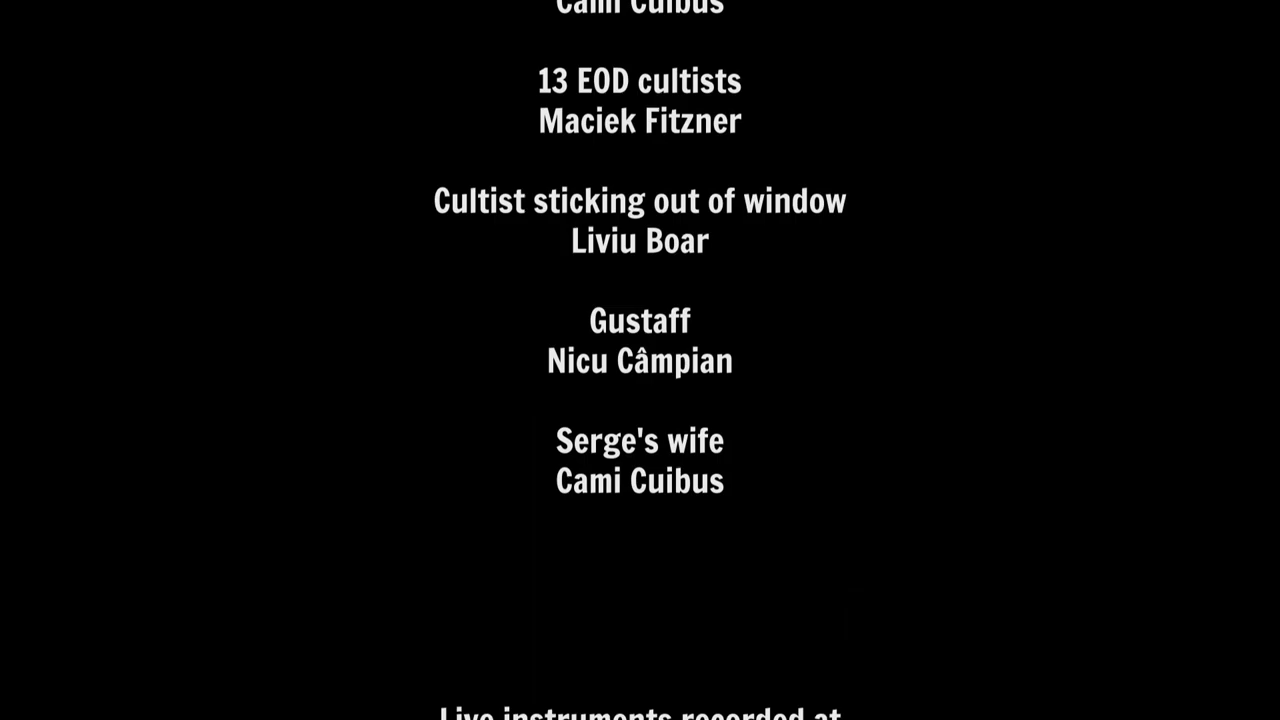 Cami Cuibus
13 EOD cultists
Maciek Fitzner
Cultist sticking out of window
Liviu Boar
Gustaff
Nicu Câmpian
Serge's wife
Cami Cuibus
Live instruments recorded at